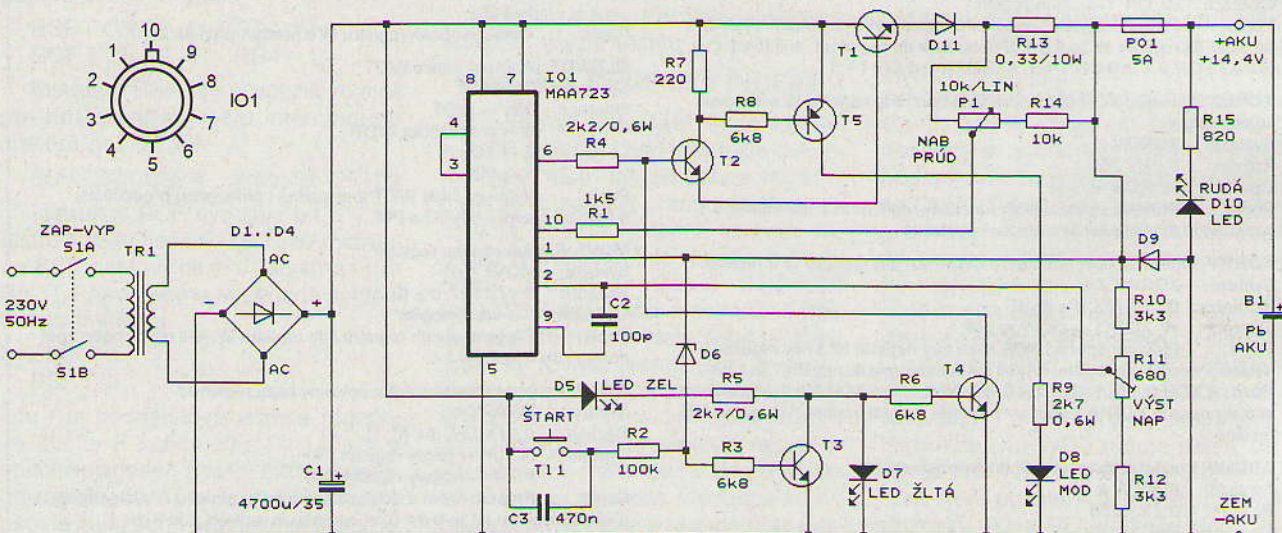 10
1
9
2
8
3
7
4
6
5
IO1
ZAP-VYP
S1A
230V
50Hz
S1B
TR1
D1..D4
AC
AC
-
+
C1
+
4700u/35
8
7
IO1
MAA723
4
3
6
10
1
2
9
5
2k2/0,6W
R4
1k5
R1
C2
100p
D5
LED ZEL
ŠTART
Tl1
C3
470n
R2
100k
D6
R5
2k7/0,6W
R3
6k8
T3
R7
220
R8
6k8
T2
T5
T1
D11
R13
0,33/10W
PO1
5A
+AKU
+14,4V
10k/LIN
P1
NAB
PRÚD
R14
10k
R15
820
RUDÁ
D10
LED
D9
R10
3k3
R11
680
VÝST
NAP
R12
3k3
R6
6k8
T4
R9
2k7
0,6W
D7
LED ŽLTÁ
D8
LED
MOD
B1
+
Pb
AKU
ZEM
-AKU